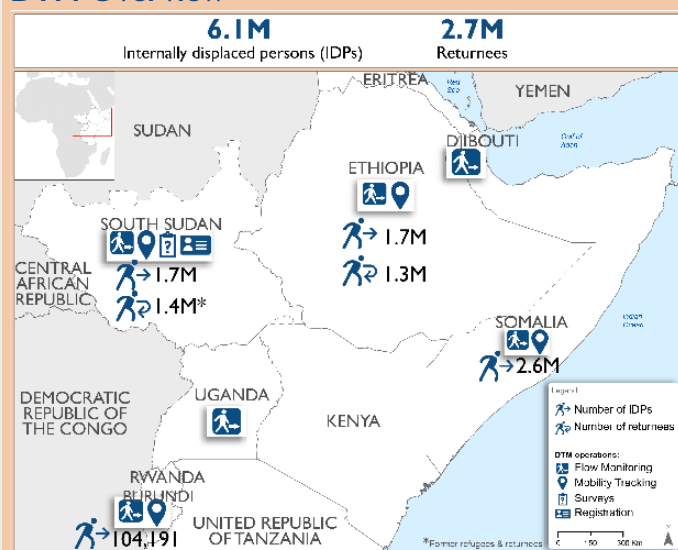 6.1M
Internally displaced persons (IDPs)
2.7M
Returnees
ERITREA
Red
Sea
YEMEN
SUDAN
Gulf of
Aden
DJIBOUTI
ETHIOPIA
1.7M
1.3M
SOUTH SUDAN
1.7M
1.4M*
CENTRAL
AFRICAN
REPUBLIC
Indian
Ocean
SOMALIA
2.6M
DEMOCRATIC
REPUBLIC OF
THE CONGO
UGANDA
KENYA
RWANDA
BURUNDI
104,191
UNITED REPUBLIC
OF TANZANIA
Legend
Number of IDPs
Number of returnees
DTM operations:
Flow Monitoring
Mobility Tracking
Surveys
Registration
0 150 300 Km
*Former refugees & returnees